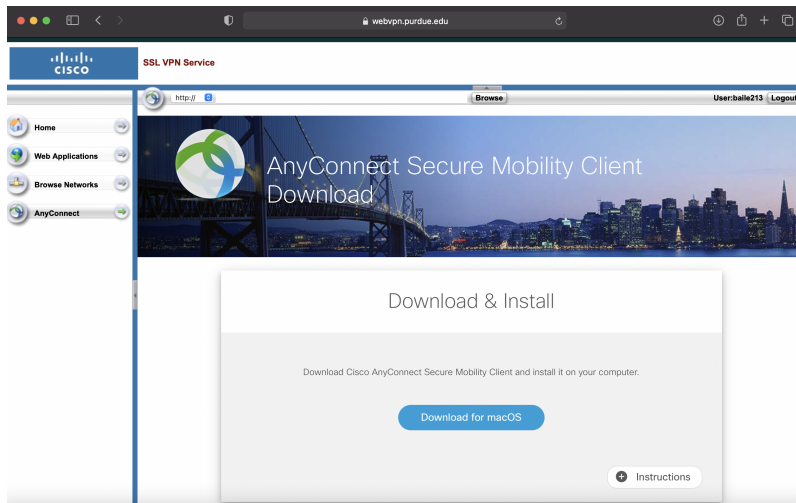 webvpn.purdue.edu
CISCO
SSL VPN Service
http://
Browse
User:baile213
Logout
Home
Web Applications
Browse Networks
AnyConnect
AnyConnect Secure Mobility Client
Download
Download & Install
Download Cisco AnyConnect Secure Mobility Client and install it on your computer.
Download for macOS
Instructions